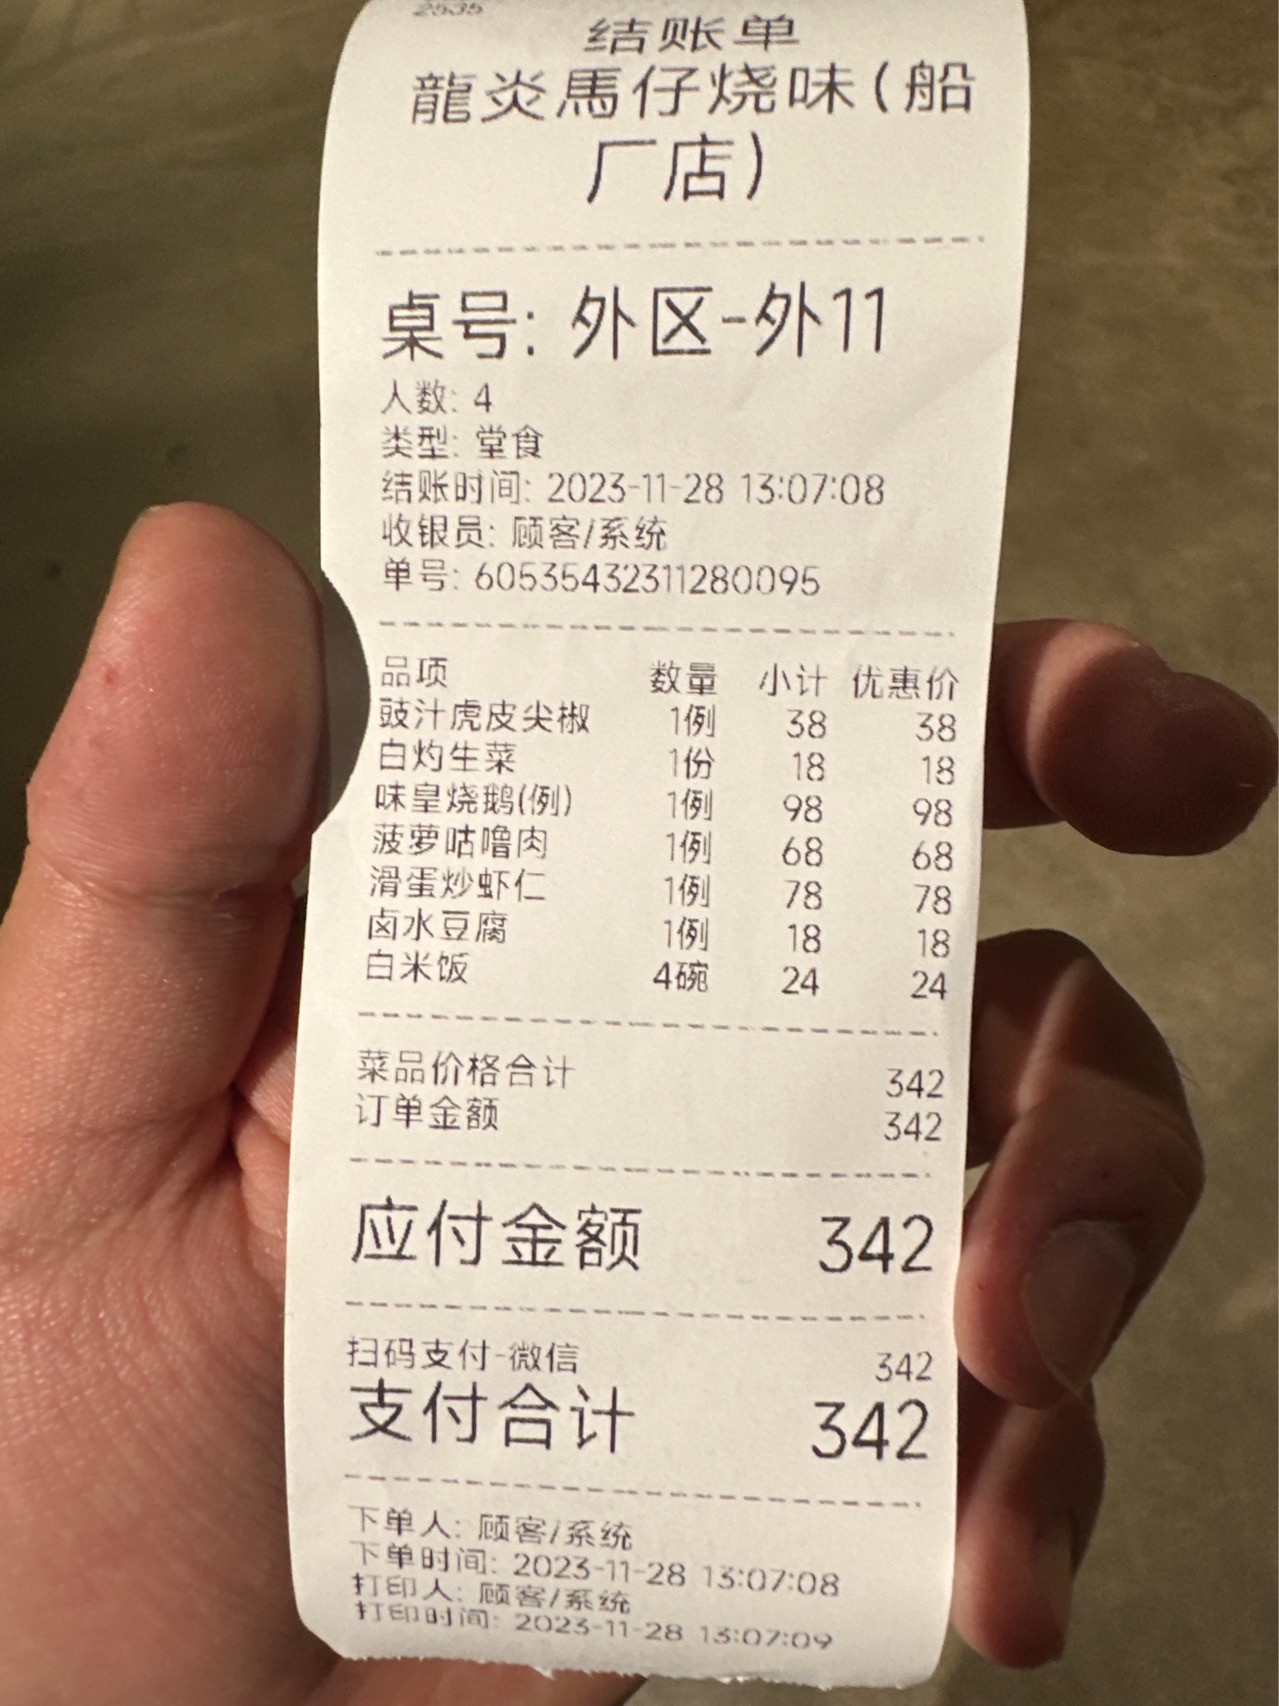 2535
结账单
龍炎馬仔烧味(船
厂店)
桌号: 外区-外11
人数: 4
类型: 堂食
结账时间: 2023-11-28 13:07:08
收银员: 顾客/系统
单号: 60535432311280095
品项 数量 小计 优惠价
豉汁虎皮尖椒 1例 38 38
白灼生菜 1份 18 18
味皇烧鹅(例) 1例 98 98
菠萝咕噜肉 1例 68 68
滑蛋炒虾仁 1例 78 78
卤水豆腐 1例 18 18
白米饭 4碗 24 24
菜品价格合计 342
订单金额 342
应付金额 342
扫码支付-微信 342
支付合计 342
下单人: 顾客/系统
下单时间: 2023-11-28 13:07:08
打印人: 顾客/系统
打印时间: 2023-11-28 13:07:09